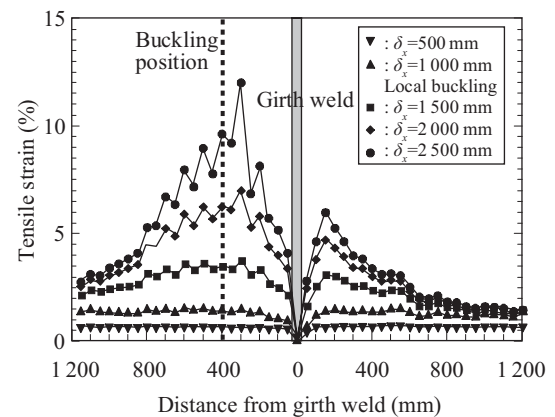 15
10
5
0
Tensile strain (%)
Buckling
position
Girth weld
: δx=500 mm
: δx=1 000 mm
Local buckling
: δx=1 500 mm
: δx=2 000 mm
: δx=2 500 mm
1 200 800 400 0 400 800 1 200
Distance from girth weld (mm)